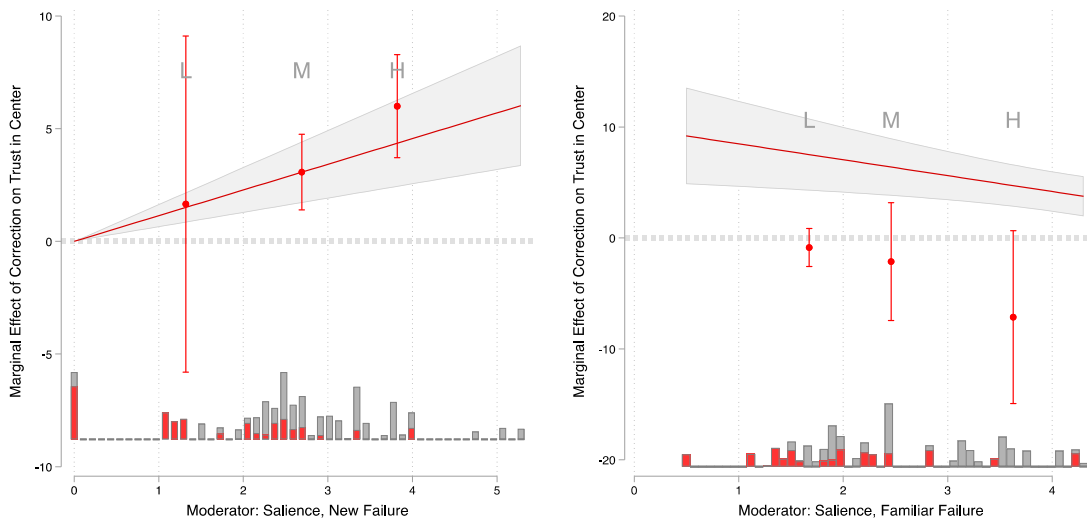 10
5
0
-5
-10
Marginal Effect of Correction on Trust in Center
L M H
0 1 2 3 4 5
Moderator: Salience, New Failure
20
10
0
-10
-20
Marginal Effect of Correction on Trust in Center
L M H
0 1 2 3 4
Moderator: Salience, Familiar Failure